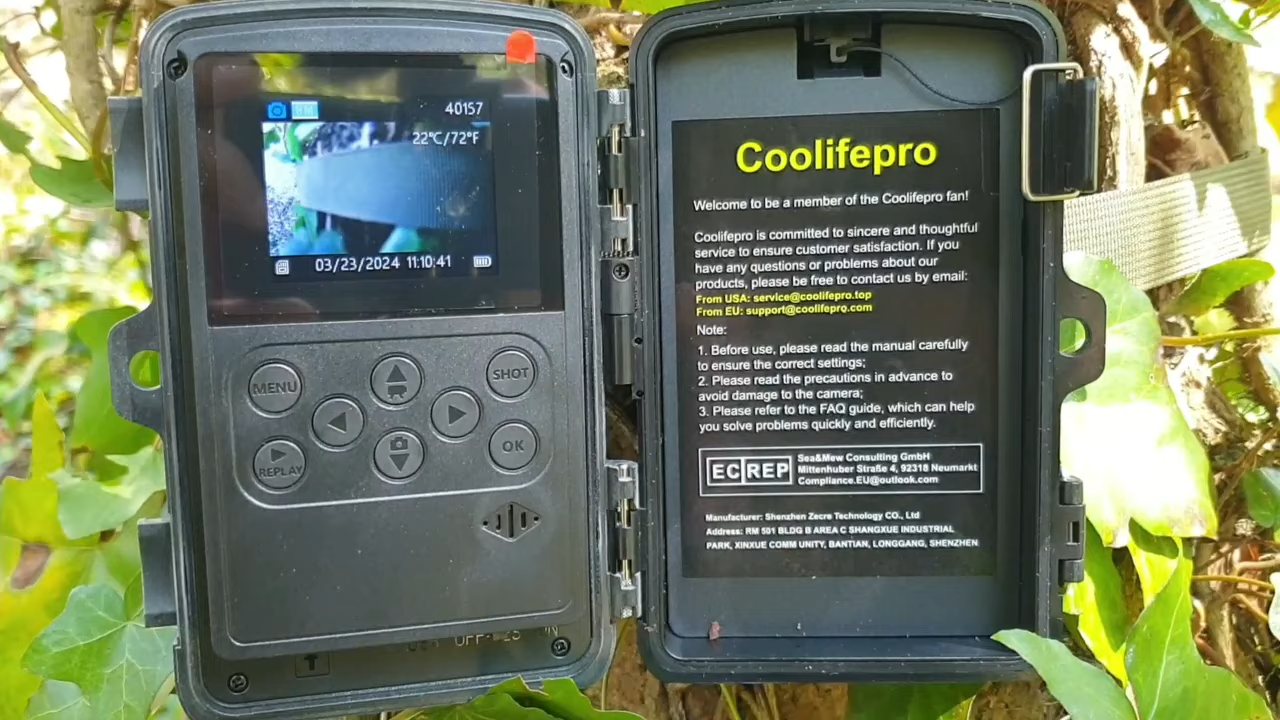 40157
22°C/72°F
03/23/2024 11:10:41
MENU
SHOT
OK
REPLAY
Coolifepro
Welcome to be a member of the Coolifepro fan!
Coolifepro is committed to sincere and thoughtful
service to ensure customer satisfaction. If you
have any questions or problems about our
products, please be free to contact us by email:
From USA: service@coolifepro.top
From EU: support@coolifepro.com
Note:
1. Before use, please read the manual carefully
to ensure the correct settings;
2. Please read the precautions in advance to
avoid damage to the camera;
3. Please refer to the FAQ guide, which can help
you solve problems quickly and efficiently.
EC REP
Sea&Mew Consulting GmbH
Mittenhuber Straße 4, 92318 Neumarkt
Compliance.EU@outlook.com
Manufacturer: Shenzhen Zecre Technology CO., Ltd
Address: RM 501 BLDG B AREA C SHANGXUE INDUSTRIAL
PARK, XINXUE COMM UNITY, BANTIAN, LONGGANG, SHENZHEN